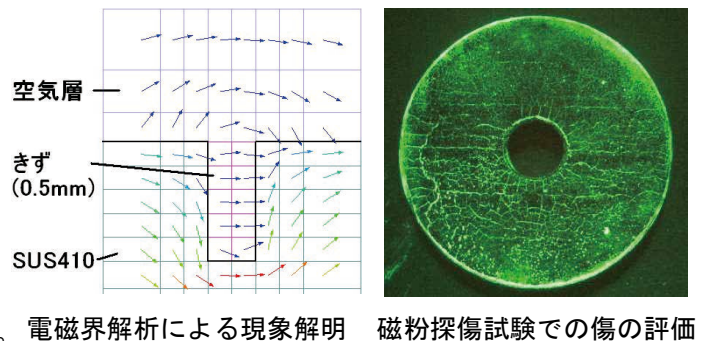 空気層
きず
(0.5mm)
SUS410
。電磁界解析による現象解明
磁粉探傷試験での傷の評価